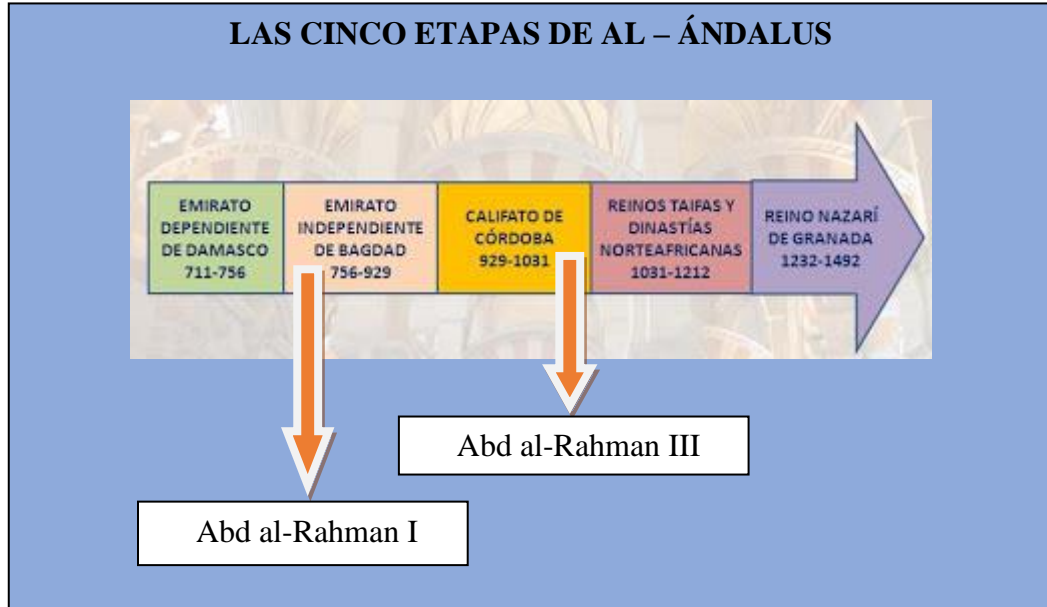 LAS CINCO ETAPAS DE AL – ÁNDALUS
EMIRATO
DEPENDIENTE
DE DAMASCO
711-756
EMIRATO
INDEPENDIENTE
DE BAGDAD
756-929
CALIFATO DE
CÓRDOBA
929-1031
REINOS TAIFAS Y
DINASTÍAS
NORTEAFRICANAS
1031-1212
REINO NAZARÍ
DE GRANADA
1232-1492
Abd al-Rahman III
Abd al-Rahman I